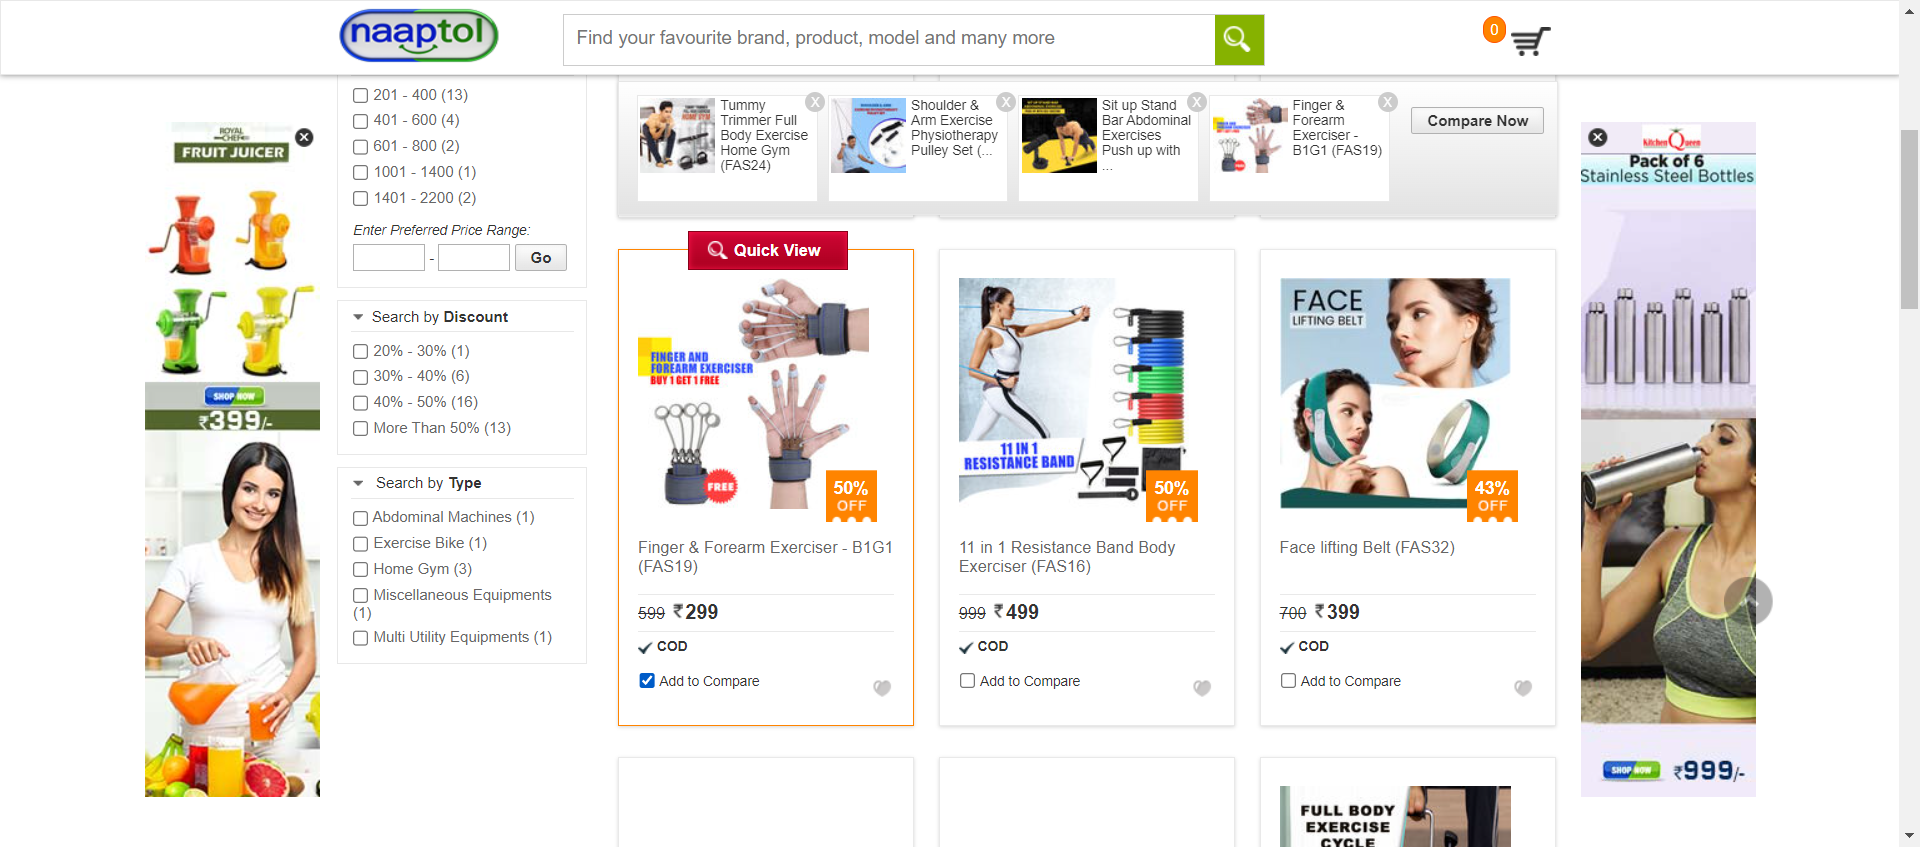 naaptol
Find your favourite brand, product, model and many more
0
201 - 400 (13)
401 - 600 (4)
601 - 800 (2)
1001 - 1400 (1)
1401 - 2200 (2)
Enter Preferred Price Range:
- Go
Search by Discount
20% - 30% (1)
30% - 40% (6)
40% - 50% (16)
More Than 50% (13)
Search by Type
Abdominal Machines (1)
Exercise Bike (1)
Home Gym (3)
Miscellaneous Equipments
(1)
Multi Utility Equipments (1)
ROYAL
CHEF
FRUIT JUICER
SHOP NOW
₹399/-
Tummy
Trimmer Full
Body Exercise
Home Gym
(FAS24)
X
Shoulder &
Arm Exercise
Physiotherapy
Pulley Set (...
X
Sit up Stand
Bar Abdominal
Exercises
Push up with
...
X
Finger &
Forearm
Exerciser -
B1G1 (FAS19)
X
Compare Now
Quick View
FINGER AND
FOREARM EXERCISER
BUY 1 GET 1 FREE
FREE
50%
OFF
Finger & Forearm Exerciser - B1G1
(FAS19)
599 ₹299
COD
Add to Compare
11 IN 1
RESISTANCE BAND
50%
OFF
11 in 1 Resistance Band Body
Exerciser (FAS16)
999 ₹499
COD
Add to Compare
FACE
LIFTING BELT
43%
OFF
Face lifting Belt (FAS32)
700 ₹399
COD
Add to Compare
FULL BODY
EXERCISE
CYCLE
Kitchen Queen
Pack of 6
Stainless Steel Bottles
SHOP NOW
₹999/-